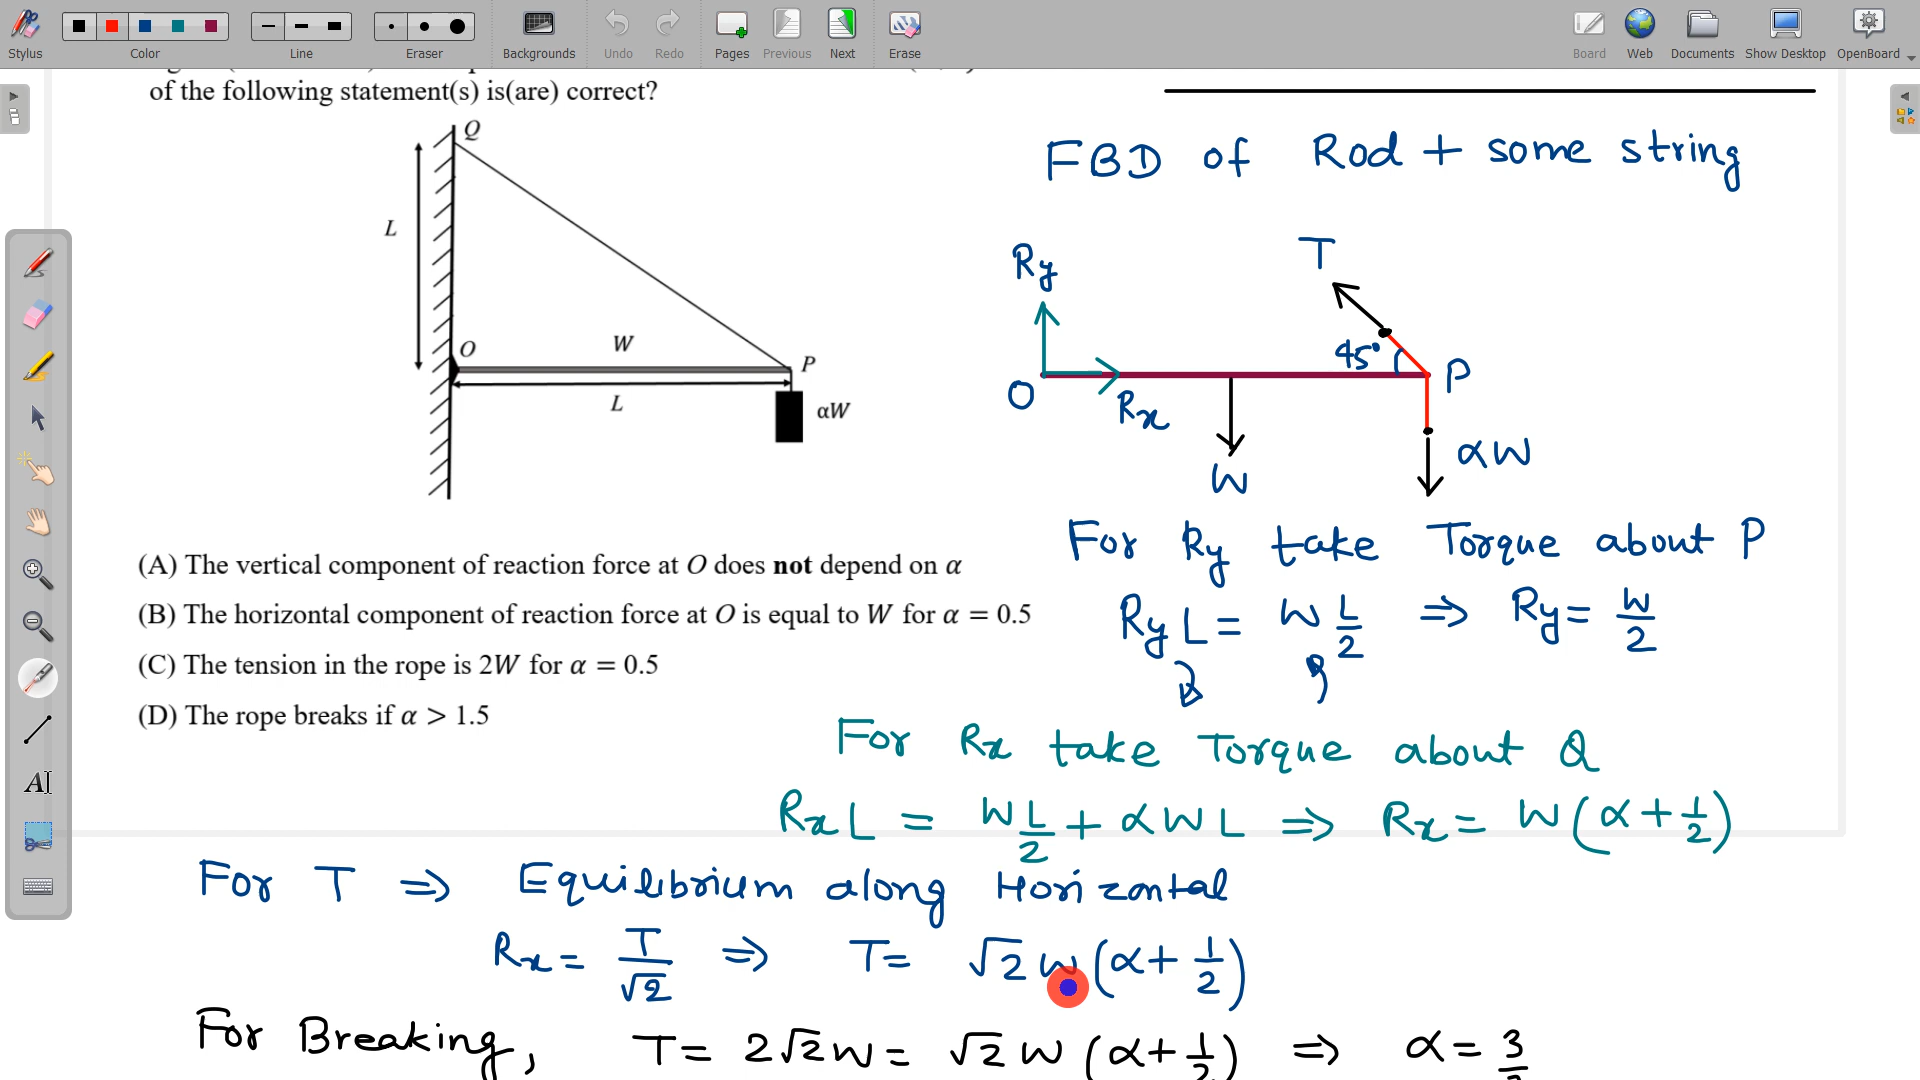 Stylus Color Line Eraser Backgrounds Undo Redo Pages Previous Next Erase Board Web Documents Show Desktop OpenBoard
of the following statement(s) is(are) correct?
Q
L
O
W
P
L
αW
(A) The vertical component of reaction force at O does not depend on α
(B) The horizontal component of reaction force at O is equal to W for α = 0.5
(C) The tension in the rope is 2W for α = 0.5
(D) The rope breaks if α > 1.5
FBD of Rod + some string
Ry
T
45°
O
Rx
P
W
αW
For Ry take Torque about P
Ry L = W L/2 ⇒ Ry = W/2
For Rx take Torque about Q
Rx L = W L/2 + αWL ⇒ Rx = W(α + 1/2)
For T ⇒ Equilibrium along Horizontal
Rx = T/√2 ⇒ T = √2 W(α + 1/2)
For Breaking, T = 2√2W = √2 W(α + 1/2) ⇒ α = 3/2